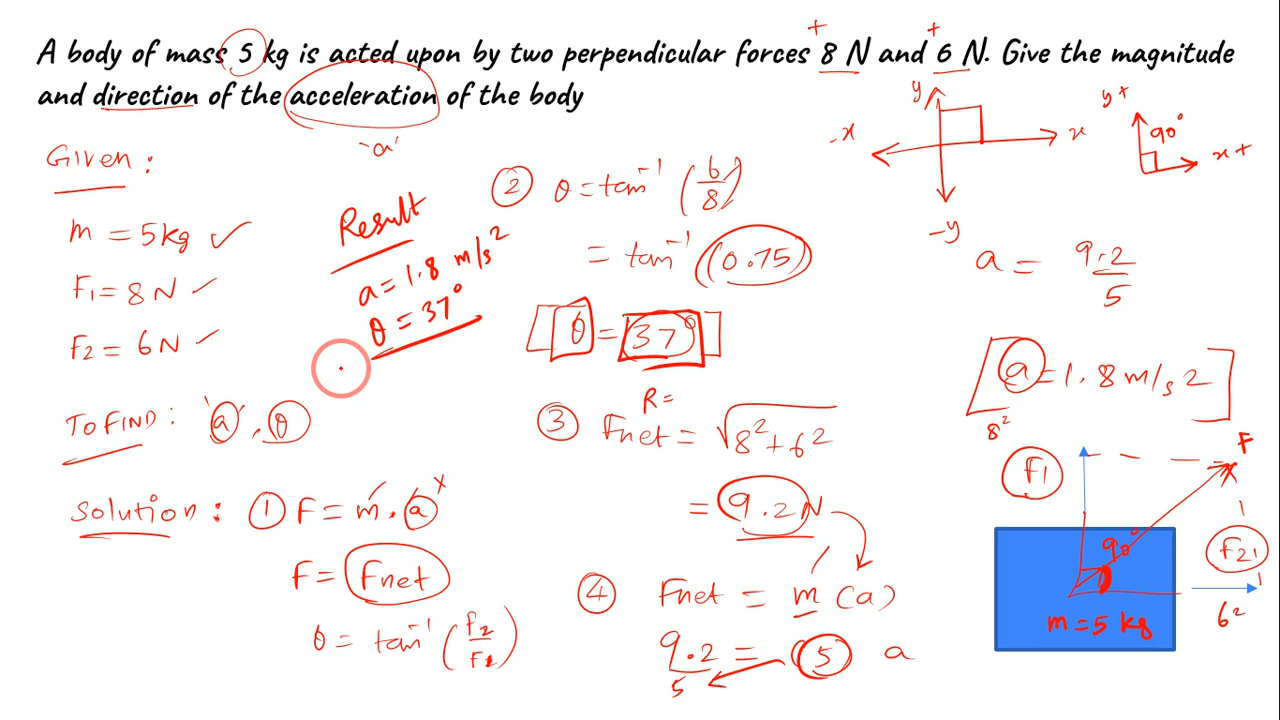 A body of mass 5 kg is acted upon by two perpendicular forces 8 N and 6 N. Give the magnitude
and direction of the acceleration of the body
+ +
'a'
Given:
m = 5kg ✓
F1 = 8N ✓
F2 = 6N ✓
TO FIND: 'a', θ
Solution: ① F = m . a x
F = Fnet
θ = tan⁻¹ (F2/F1)
Result
a = 1.8 m/s²
θ = 37°
② θ = tan⁻¹ (6/8)
= tan⁻¹ (0.75)
[θ = 37°]
R =
③ Fnet = √8² + 6²
= 9.2 N
④ Fnet = m (a)
9.2 = (5) a
5
y
-x x
-y
y+
90°
x+
a = 9.2/5
[a = 1.8 m/s 2]
8²
F1
F
90°
F21
6²
m = 5 kg